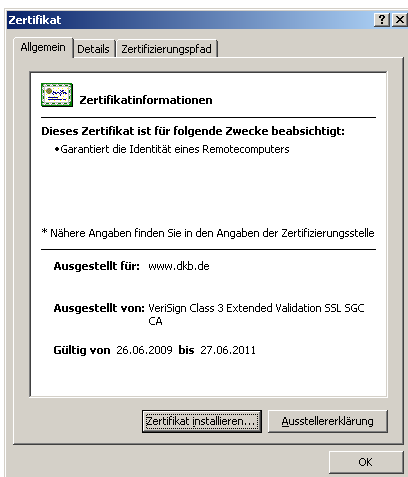 Zertifikat
Allgemein Details Zertifizierungspfad
Zertifikatinformationen
Dieses Zertifikat ist für folgende Zwecke beabsichtigt:
•Garantiert die Identität eines Remotecomputers
* Nähere Angaben finden Sie in den Angaben der Zertifizierungsstelle
Ausgestellt für: www.dkb.de
Ausgestellt von: VeriSign Class 3 Extended Validation SSL SGC
CA
Gültig von 26.06.2009 bis 27.06.2011
Zertifikat installieren... Ausstellererklärung
OK